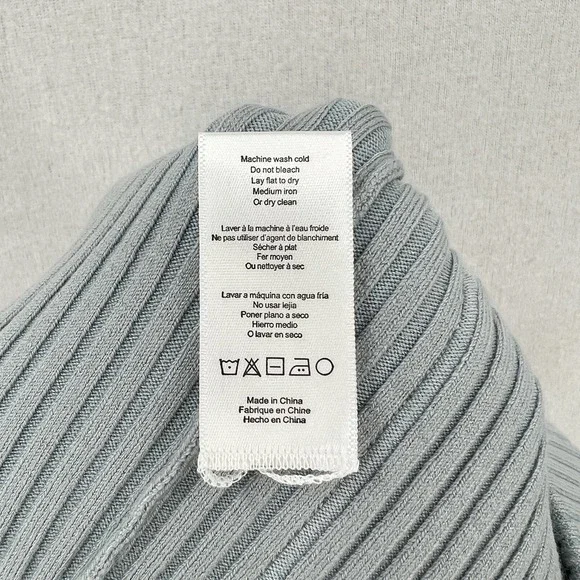 Machine wash cold
Do not bleach
Lay flat to dry
Medium iron
Or dry clean
Laver à la machine à l'eau froide
Ne pas utiliser d'agent de blanchiment
Sécher à plat
Fer moyen
Ou nettoyer à sec
Lavar a máquina con agua fría
No usar lejía
Poner plano a seco
Hierro medio
O lavar en seco
Made in China
Fabrique en Chine
Hecho en China